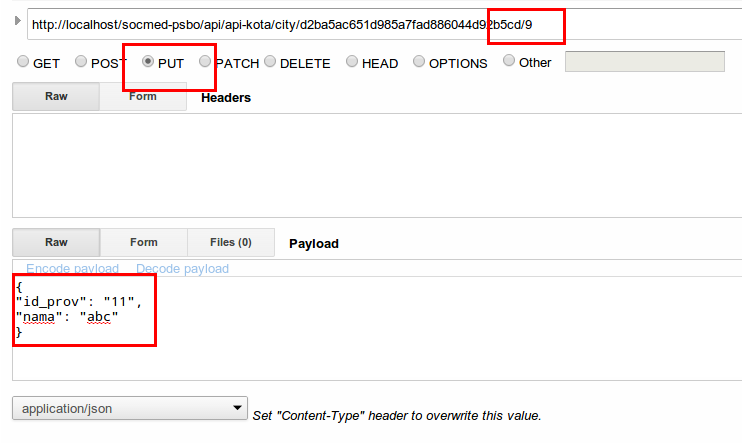 http://localhost/socmed-psbo/api/api-kota/city/d2ba5ac651d985a7fad886044d92b5cd/9
GET POST PUT PATCH DELETE HEAD OPTIONS Other
Raw Form Headers
Raw Form Files (0) Payload
Encode payload Decode payload
{
"id_prov": "11",
"nama": "abc"
}
application/json Set "Content-Type" header to overwrite this value.